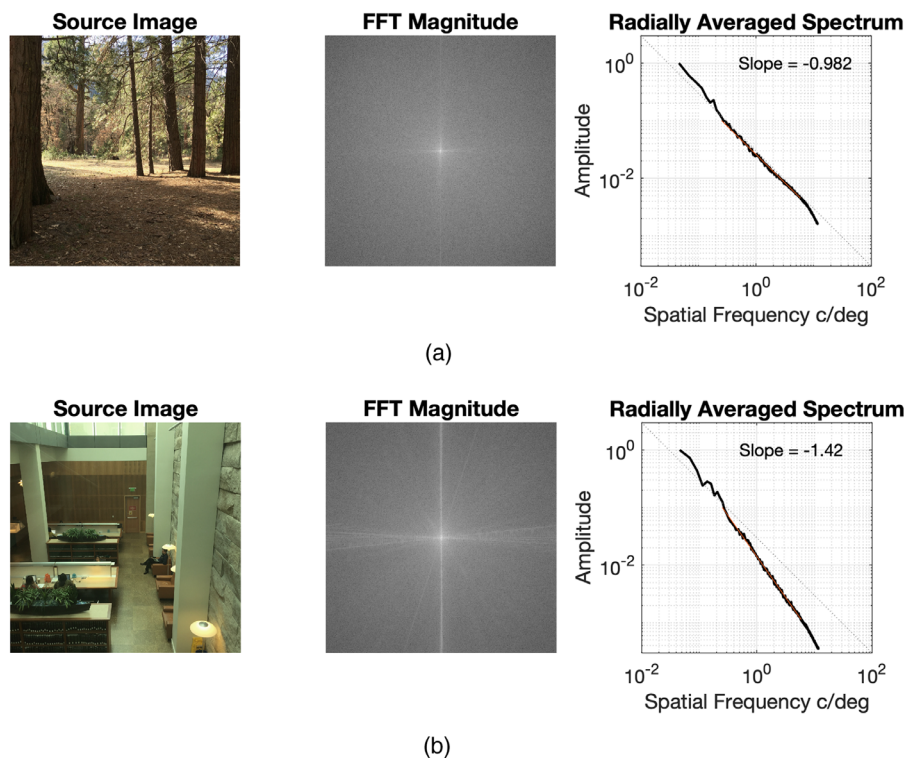 Source Image
FFT Magnitude
Radially Averaged Spectrum
Slope = -0.982
10^0
10^-2
Amplitude
10^-2
10^0
10^2
Spatial Frequency c/deg
(a)
Source Image
FFT Magnitude
Radially Averaged Spectrum
Slope = -1.42
10^0
10^-2
Amplitude
10^-2
10^0
10^2
Spatial Frequency c/deg
(b)